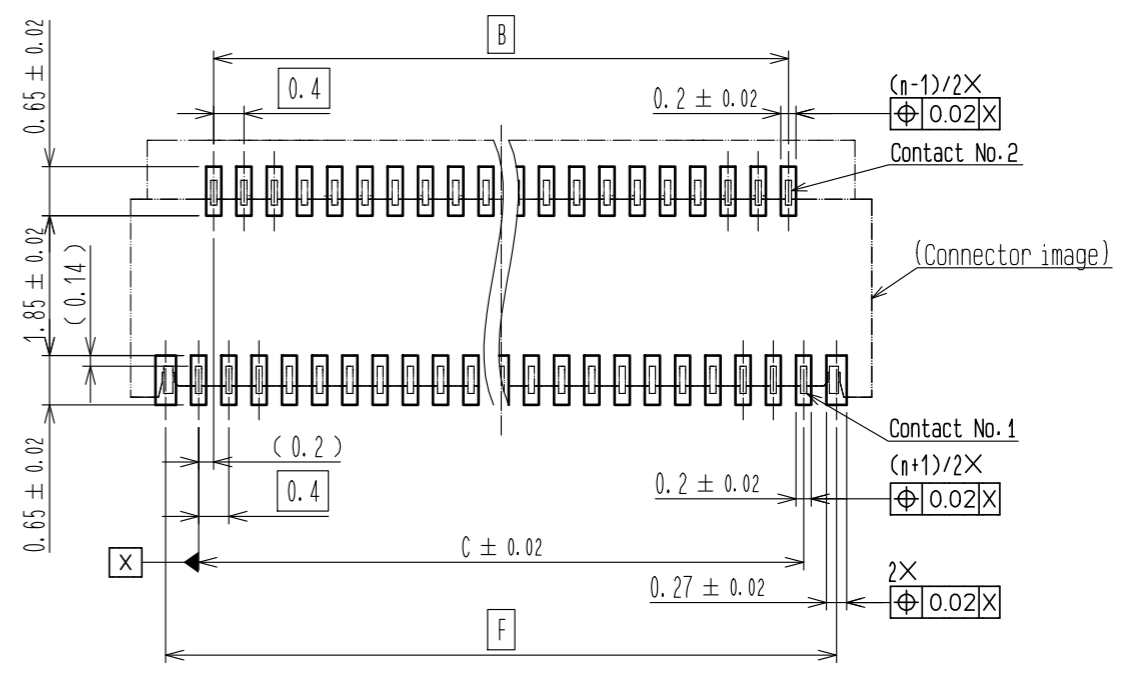 B
0.4
0.2 ± 0.02
(n-1)/2X
⌖ 0.02 X
Contact No.2
0.65 ± 0.02
1.85 ± 0.02
(0.14)
0.65 ± 0.02
(Connector image)
Contact No.1
(n+1)/2X
⌖ 0.02 X
(0.2)
0.4
0.2 ± 0.02
X
C ± 0.02
0.27 ± 0.02
2X
⌖ 0.02 X
F